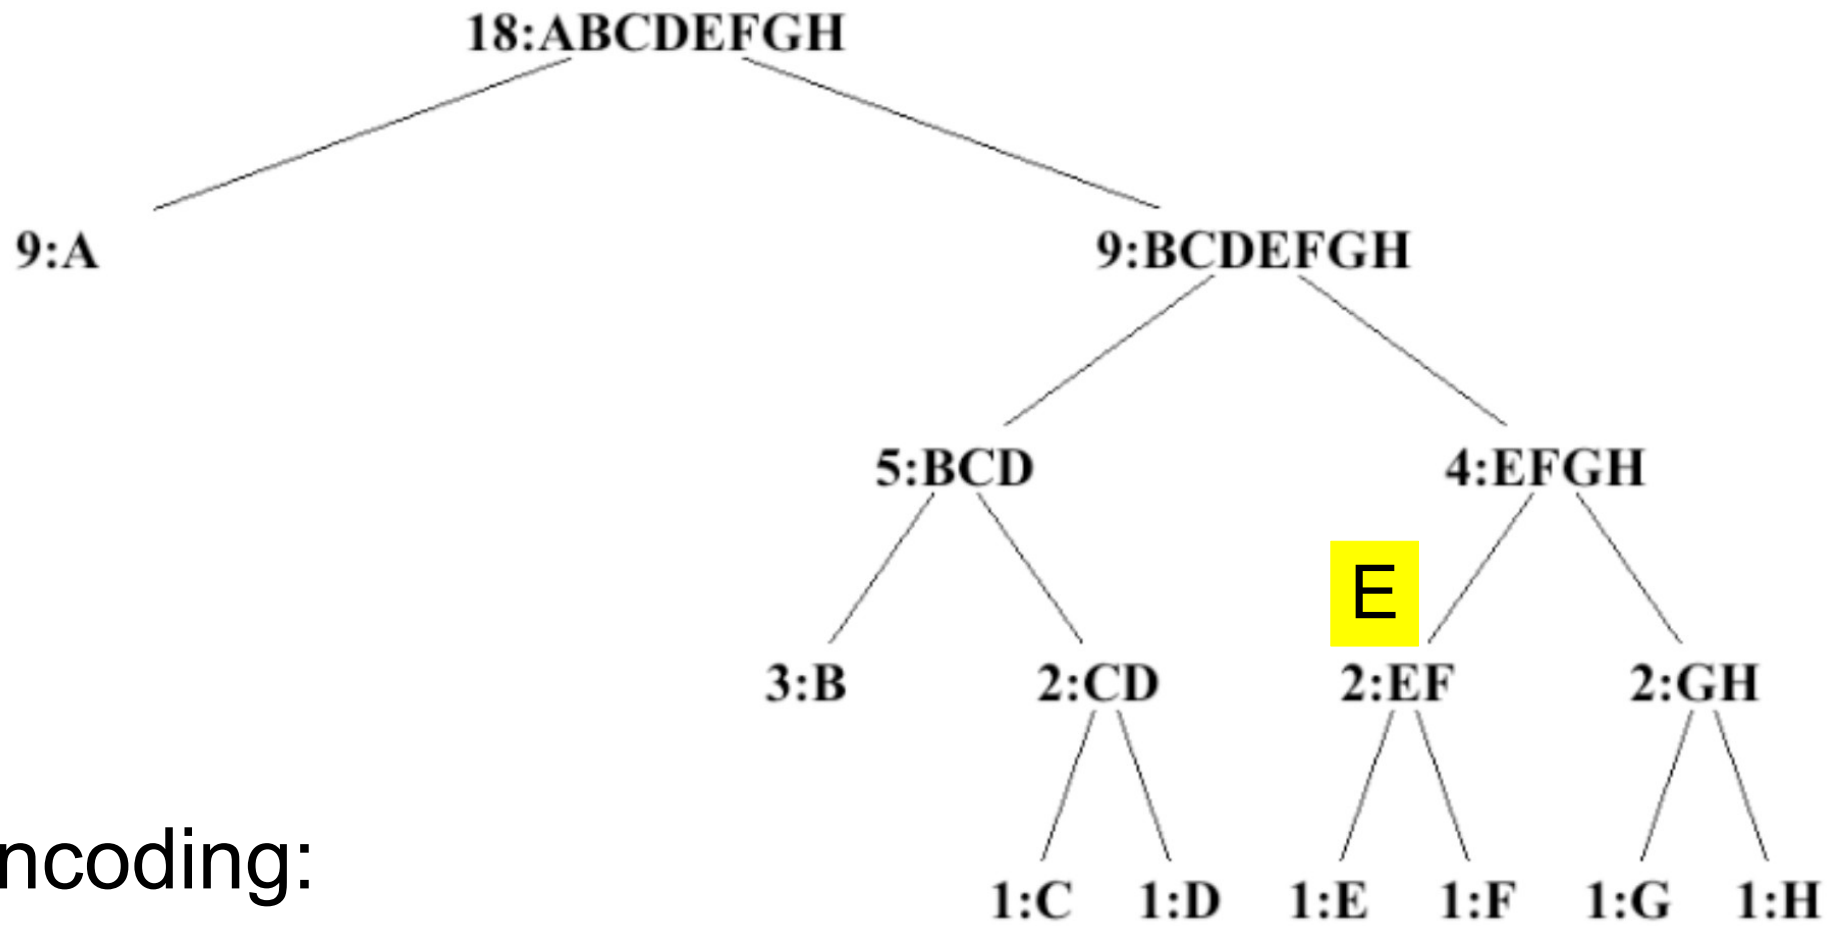 18:ABCDEFGH
9:A 9:BCDEFGH
5:BCD 4:EFGH
E
3:B 2:CD 2:EF 2:GH
ncoding:
1:C 1:D 1:E 1:F 1:G 1:H